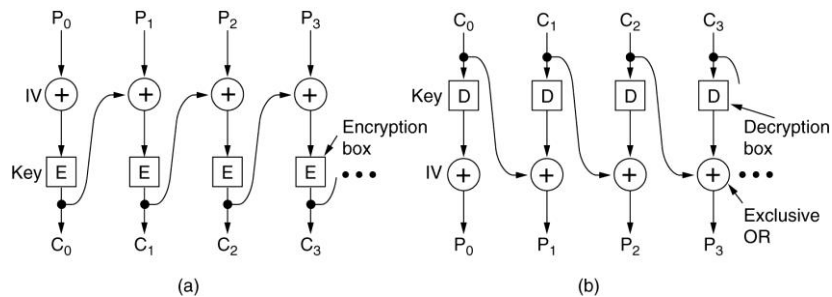 P₀ P₁ P₂ P₃
IV + + + +
Encryption
box
Key E E E E
C₀ C₁ C₂ C₃
(a)
C₀ C₁ C₂ C₃
Key D D D D
Decryption
box
IV + + + +
Exclusive
OR
P₀ P₁ P₂ P₃
(b)